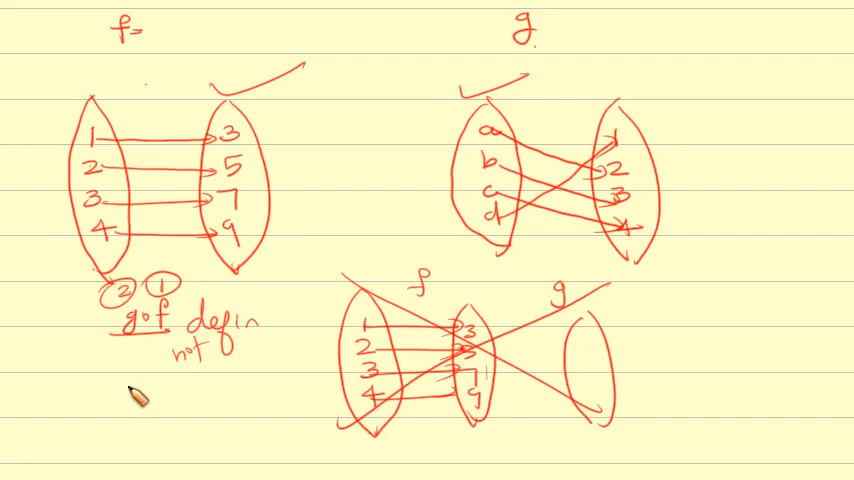 f=
g
1 3
2 5
3 7
4 9
a 1
b 2
c 3
d 4
2 1
gof defin
not
f
g
1 3
2 5
3 7
4 9